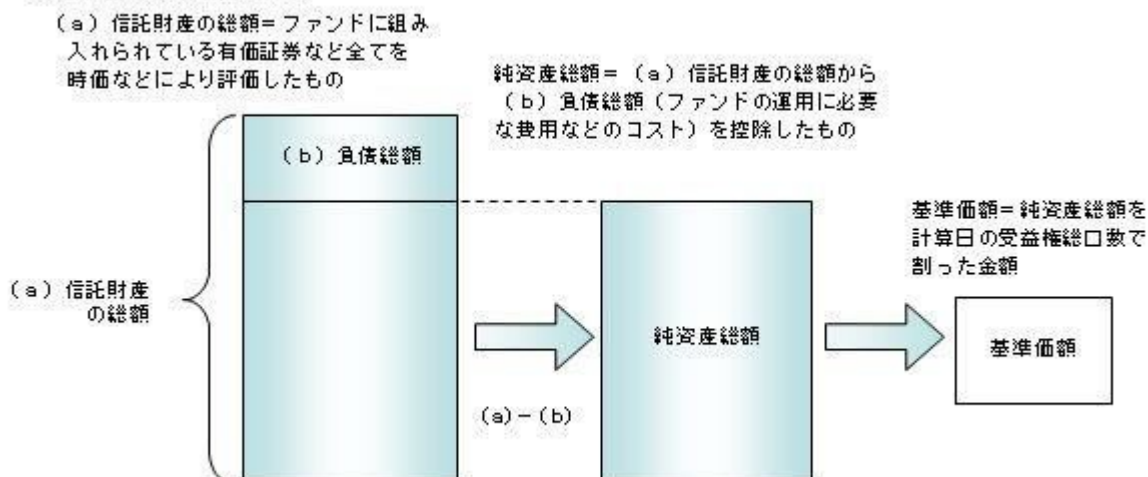 (a)信託財産の総額=ファンドに組み
入れられている有価証券など全てを
時価などにより評価したもの
純資産総額=(a)信託財産の総額から
(b)負債総額(ファンドの運用に必要
な費用などのコスト)を控除したもの
(b)負債総額
基準価額=純資産総額を
計算日の受益権総口数で
割った金額
(a)信託財産
の総額
純資産総額
基準価額
(a)-(b)